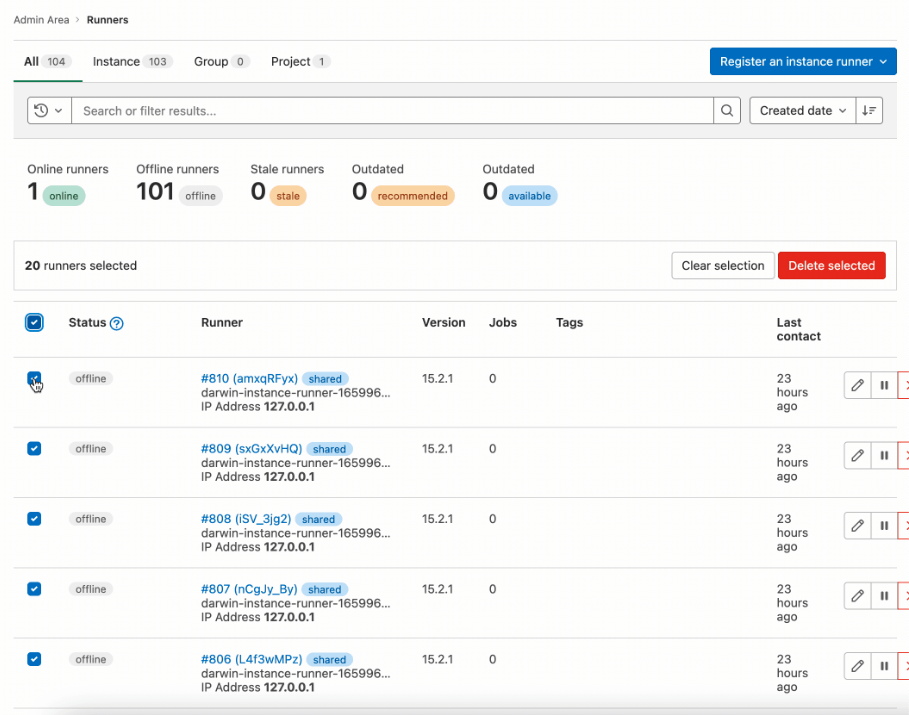 Admin Area › Runners
All 104 Instance 103 Group 0 Project 1 Register an instance runner
Search or filter results... Created date
Online runners Offline runners Stale runners Outdated Outdated
1 online 101 offline 0 stale 0 recommended 0 available
20 runners selected Clear selection Delete selected
Status Runner Version Jobs Tags Last contact
offline #810 (amxqRFyx) shared 15.2.1 0 23 hours ago
darwin-instance-runner-165996...
IP Address 127.0.0.1
offline #809 (sxGxXvHQ) shared 15.2.1 0 23 hours ago
darwin-instance-runner-165996...
IP Address 127.0.0.1
offline #808 (iSV_3jg2) shared 15.2.1 0 23 hours ago
darwin-instance-runner-165996...
IP Address 127.0.0.1
offline #807 (nCgJy_By) shared 15.2.1 0 23 hours ago
darwin-instance-runner-165996...
IP Address 127.0.0.1
offline #806 (L4f3wMPz) shared 15.2.1 0 23 hours ago
darwin-instance-runner-165996...
IP Address 127.0.0.1